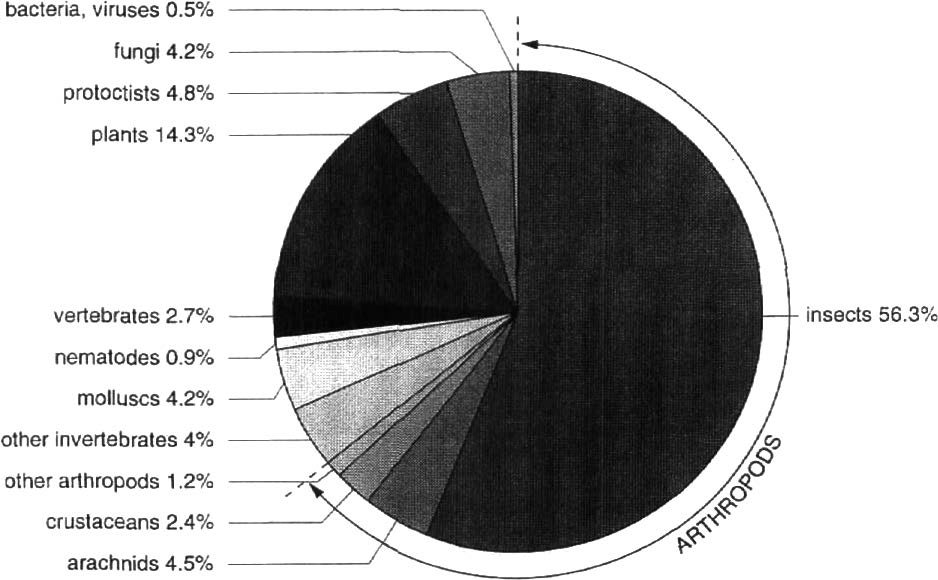 bacteria, viruses 0.5%
fungi 4.2%
protoctists 4.8%
plants 14.3%
vertebrates 2.7%
nematodes 0.9%
molluscs 4.2%
other invertebrates 4%
other arthropods 1.2%
crustaceans 2.4%
arachnids 4.5%
insects 56.3%
ARTHROPODS